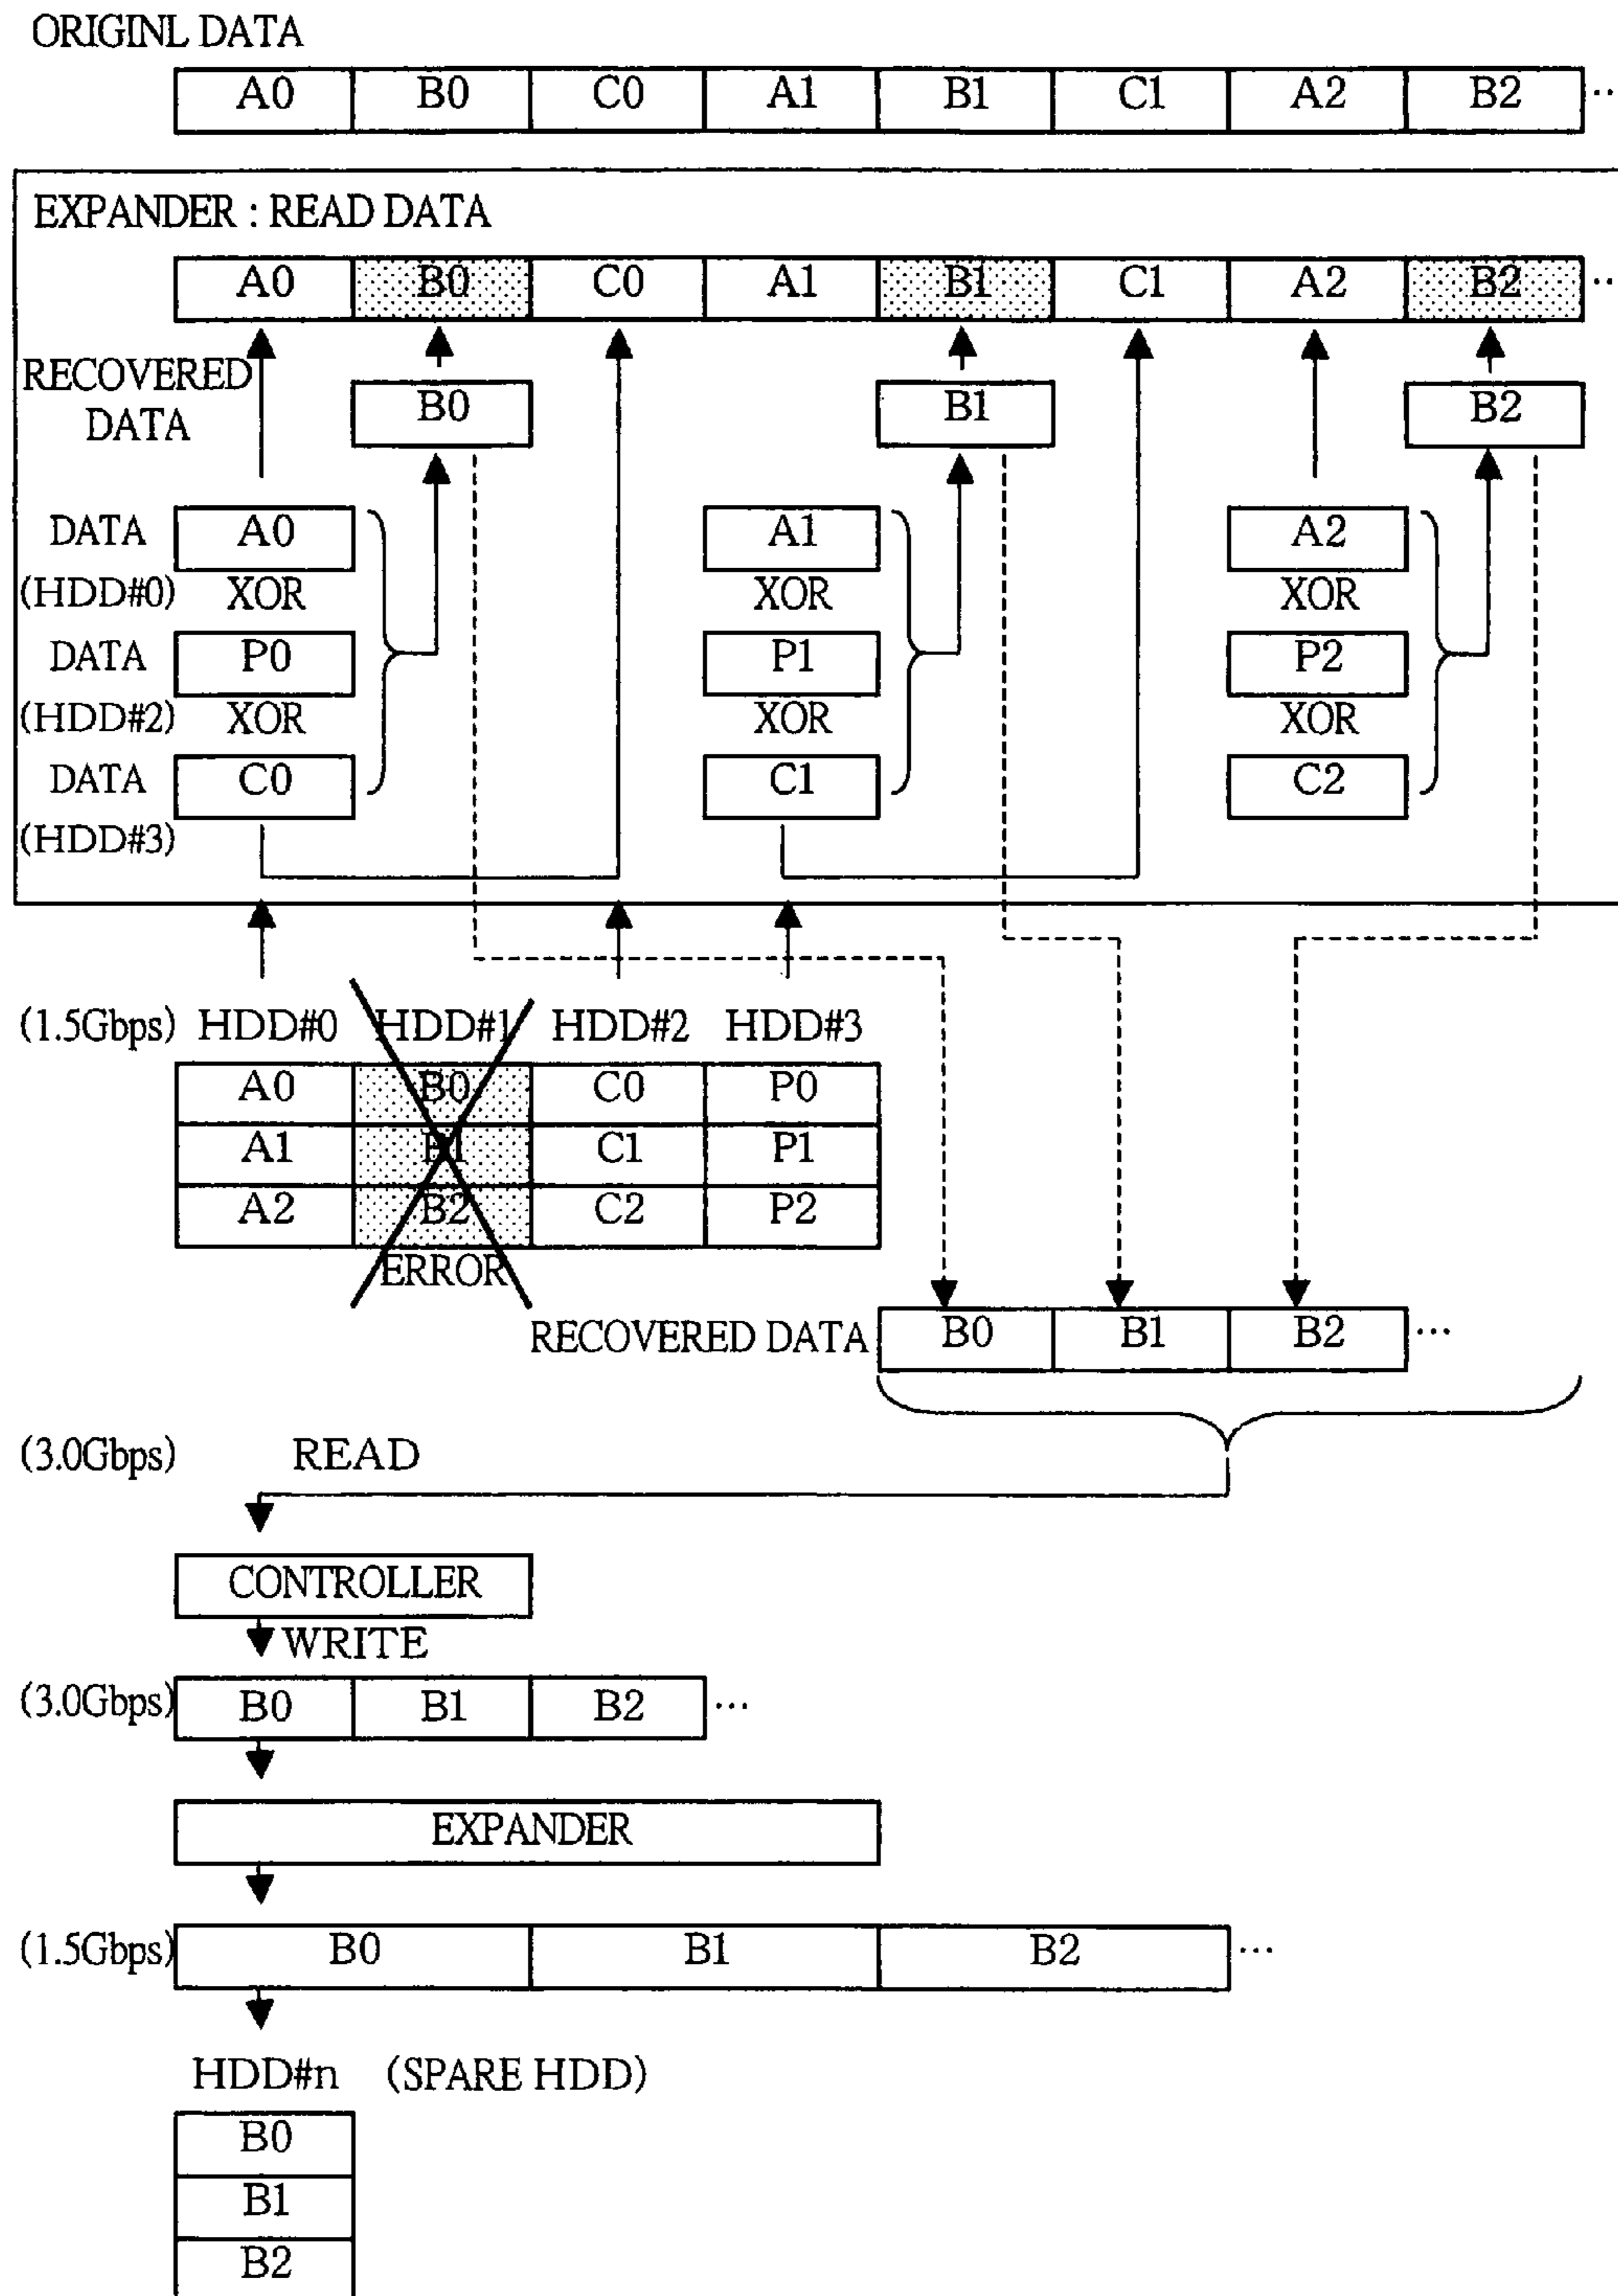 ORIGINL DATA
A0 B0 C0 A1 B1 C1 A2 B2 ...
EXPANDER : READ DATA
A0 B0 C0 A1 B1 C1 A2 B2 ...
RECOVERED
DATA
B0 B1 B2
DATA A0 A1 A2
(HDD#0) XOR XOR XOR
DATA P0 P1 P2
(HDD#2) XOR XOR XOR
DATA C0 C1 C2
(HDD#3)
(1.5Gbps) HDD#0 HDD#1 HDD#2 HDD#3
A0 B0 C0 P0
A1 B1 C1 P1
A2 B2 C2 P2
ERROR
RECOVERED DATA B0 B1 B2 ...
(3.0Gbps) READ
CONTROLLER
WRITE
(3.0Gbps) B0 B1 B2 ...
EXPANDER
(1.5Gbps) B0 B1 B2 ...
HDD#n (SPARE HDD)
B0
B1
B2